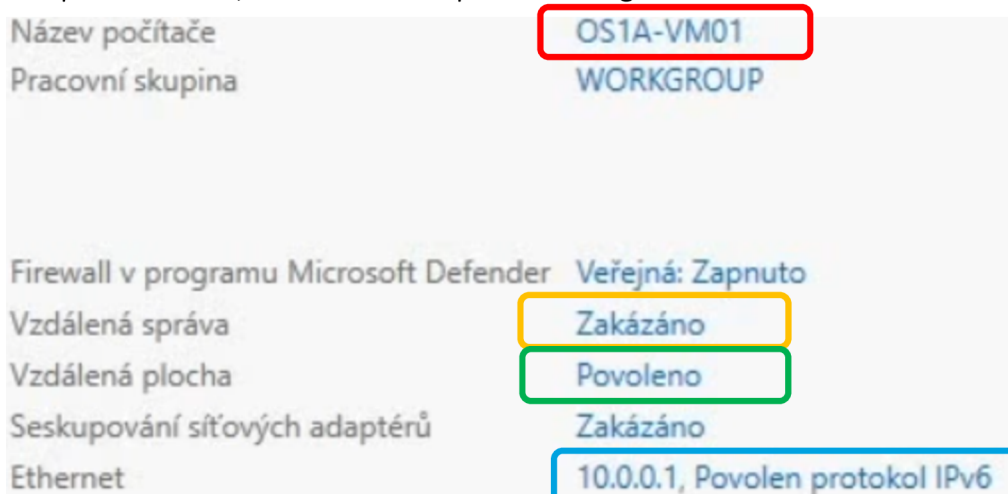 Název počítače OS1A-VM01
Pracovní skupina WORKGROUP
Firewall v programu Microsoft Defender Veřejná: Zapnuto
Vzdálená správa Zakázáno
Vzdálená plocha Povoleno
Seskupování síťových adaptérů Zakázáno
Ethernet 10.0.0.1, Povolen protokol IPv6